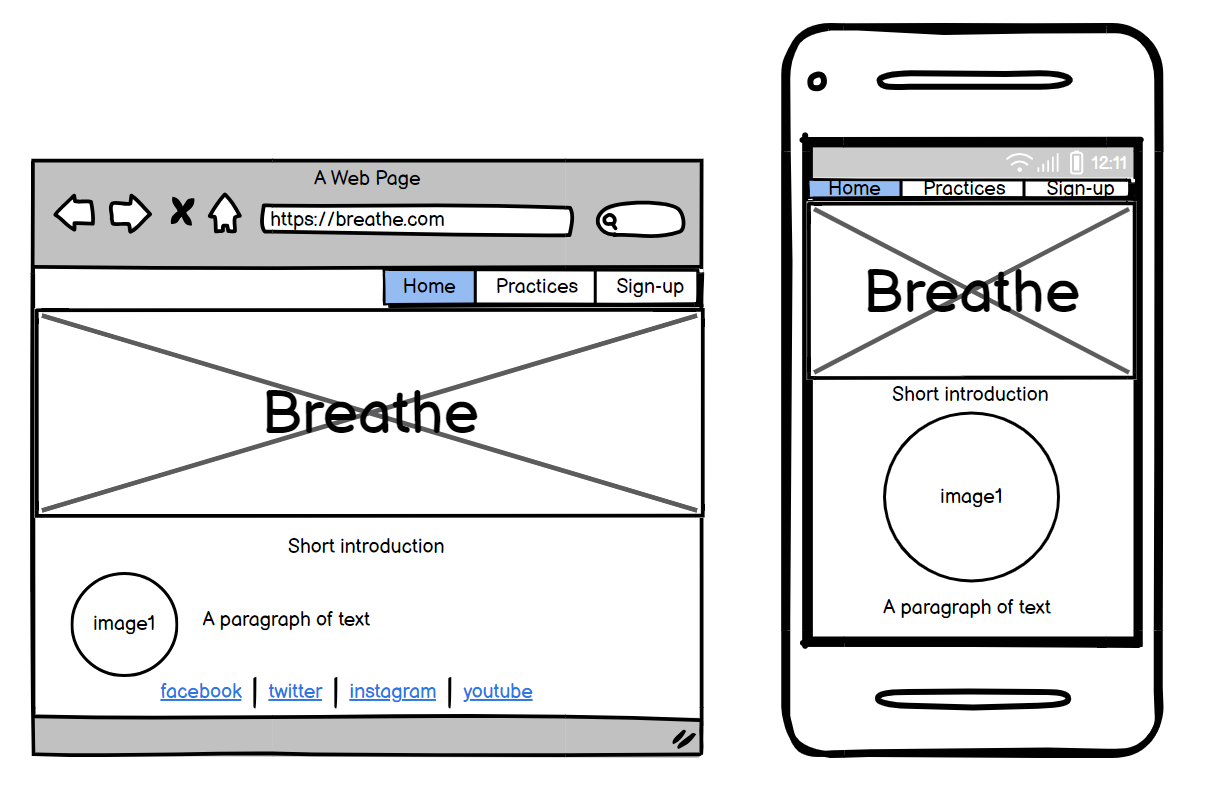 A Web Page
https://breathe.com
Home Practices Sign-up
Breathe
Short introduction
image1
A paragraph of text
facebook | twitter | instagram | youtube
12:11
Home Practices Sign-up
Breathe
Short introduction
image1
A paragraph of text